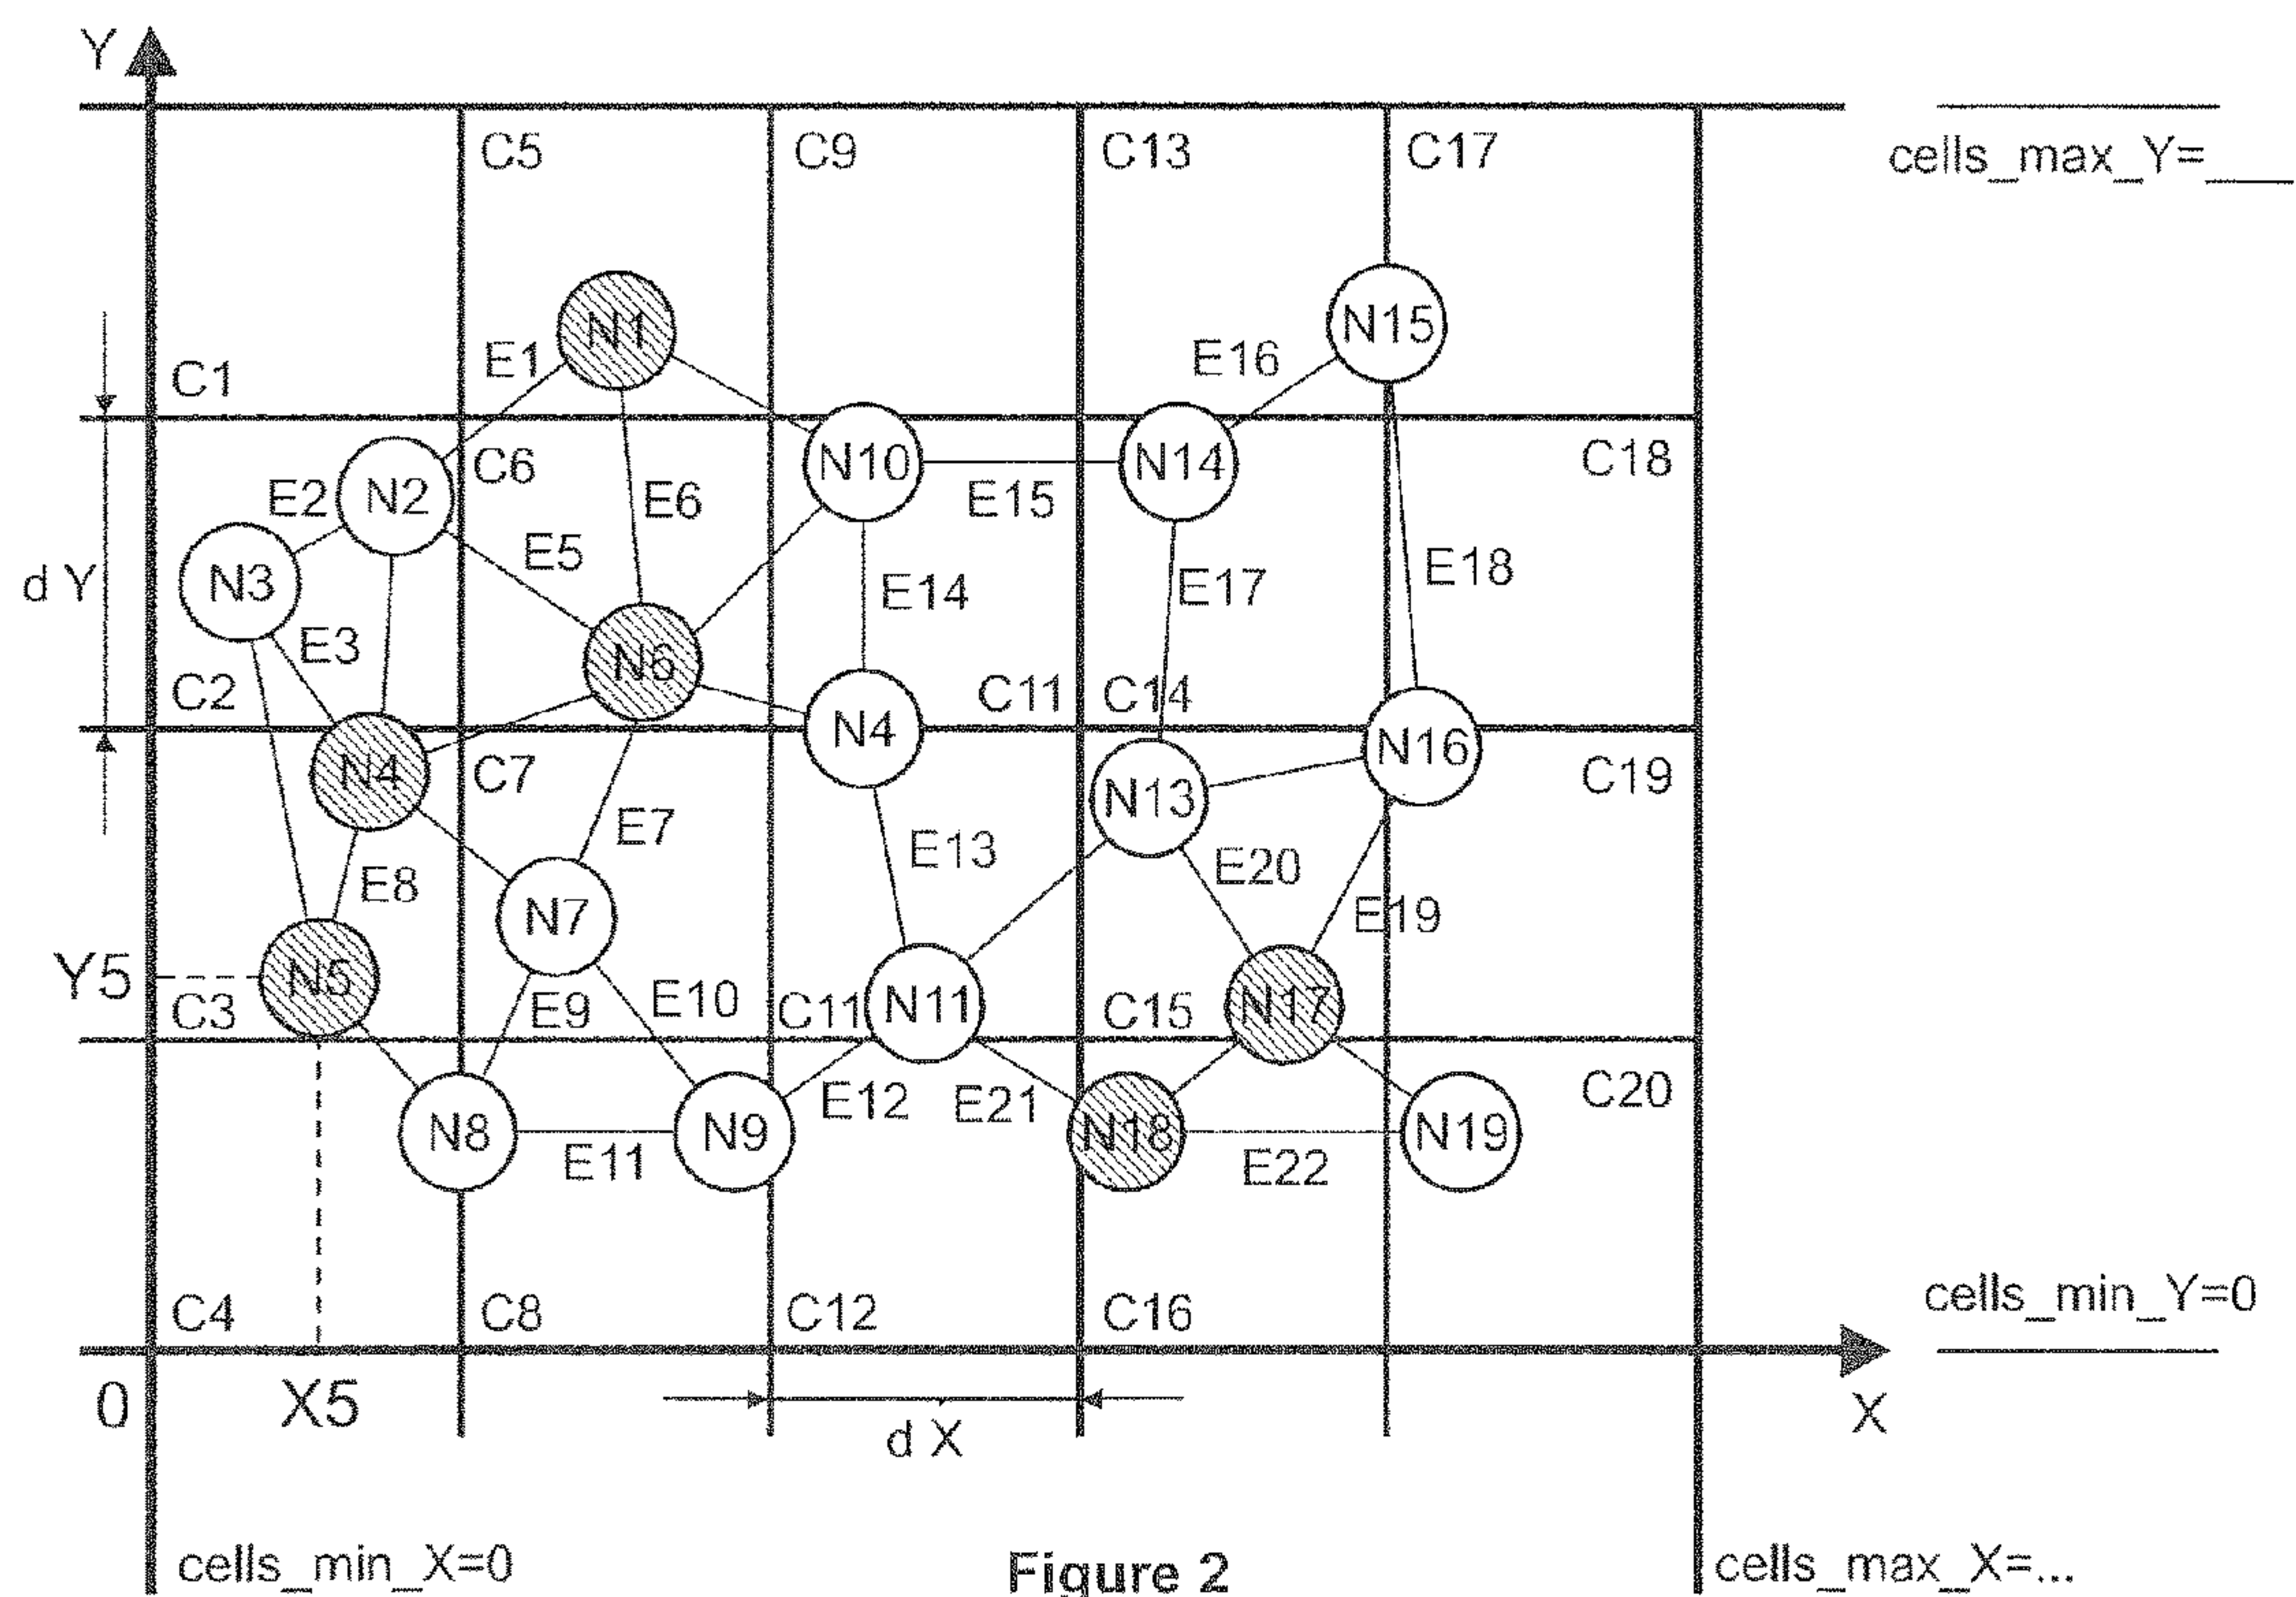 Y
C5 C9 C13 C17
cells_max_Y=___
N1 N15
E1 E16
C1
N10 N14 C18
N2 C6
E2 E6 E15
E5
N3 E18
d Y E14 E17
E3
N6
C2 C11 C14
N4
N4 C7 N16 C19
N13
E7
E13
E8 E20
N7 E19
Y5 N5
C3 E9 E10 C11 N11 C15 N17
C20
E12 E21
N8 N9 N18 N19
E11 E22
cells_min_Y=0
C4 C8 C12 C16
0 X5 X
d X
cells_min_X=0 Figure 2 cells_max_X=...